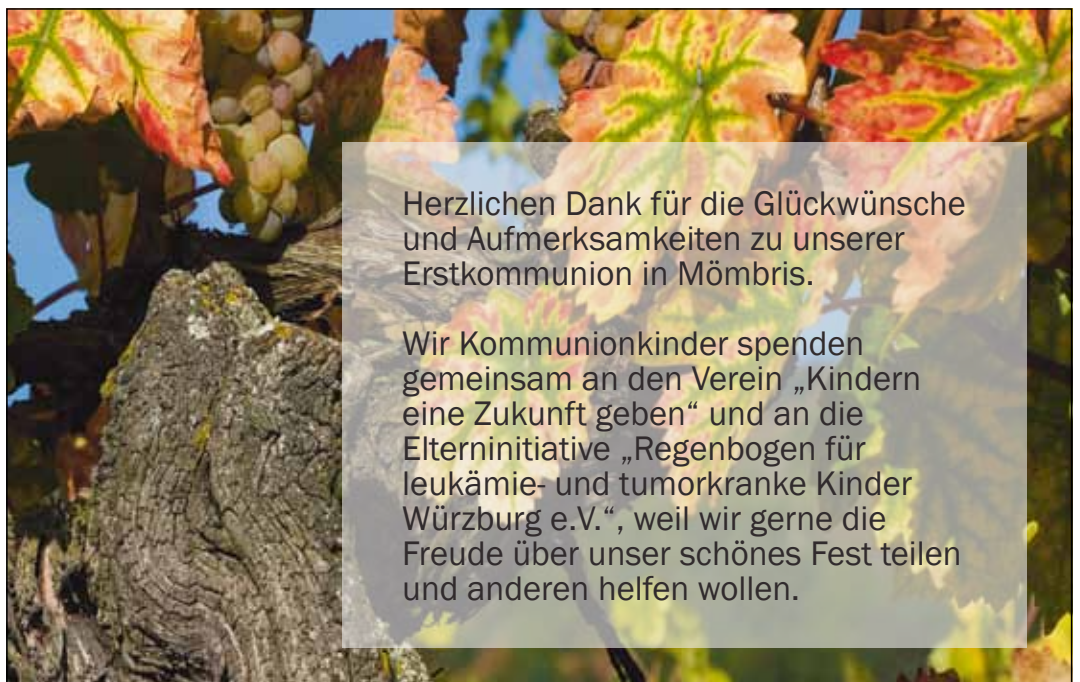 Herzlichen Dank für die Glückwünsche
und Aufmerksamkeiten zu unserer
Erstkommunion in Mömbris.
Wir Kommunionkinder spenden
gemeinsam an den Verein „Kindern
eine Zukunft geben“ und an die
Elterninitiative „Regenbogen für
leukämie- und tumorkranke Kinder
Würzburg e.V.“, weil wir gerne die
Freude über unser schönes Fest teilen
und anderen helfen wollen.